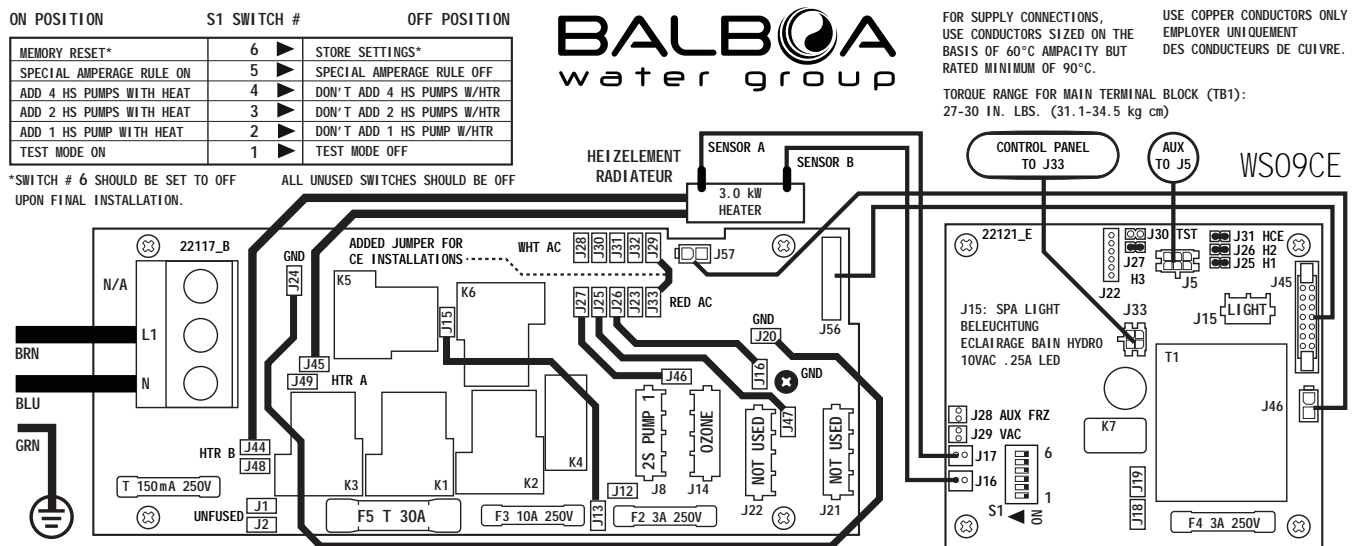 ON POSITION S1 SWITCH # OFF POSITION
MEMORY RESET* 6 STORE SETTINGS*
SPECIAL AMPERAGE RULE ON 5 SPECIAL AMPERAGE RULE OFF
ADD 4 HS PUMPS WITH HEAT 4 DON'T ADD 4 HS PUMPS W/HTR
ADD 2 HS PUMPS WITH HEAT 3 DON'T ADD 2 HS PUMPS W/HTR
ADD 1 HS PUMP WITH HEAT 2 DON'T ADD 1 HS PUMP W/HTR
TEST MODE ON 1 TEST MODE OFF
*SWITCH # 6 SHOULD BE SET TO OFF
UPON FINAL INSTALLATION.
ALL UNUSED SWITCHES SHOULD BE OFF
BALBOA
water group
FOR SUPPLY CONNECTIONS,
USE CONDUCTORS SIZED ON THE
BASIS OF 60°C AMPACITY BUT
RATED MINIMUM OF 90°C.
USE COPPER CONDUCTORS ONLY
EMPLOYER UNIQUEMENT
DES CONDUCTEURS DE CUIVRE.
TORQUE RANGE FOR MAIN TERMINAL BLOCK (TB1):
27-30 IN. LBS. (31.1-34.5 kg cm)
HEIZELEMENT
RADIATEUR
SENSOR A
SENSOR B
3.0 kW
HEATER
CONTROL PANEL
TO J33
AUX
TO J5
WS09CE
22117_B
N/A
L1
N
BRN
BLU
GRN
GND
J24
ADDED JUMPER FOR
CE INSTALLATIONS
WHT AC
J28
J30
J31
J32
J29
J57
K5
K6
J15
J27
J25
J26
J23
J33
RED AC
J56
GND
J20
J45
J49
HTR A
J46
J16
GND
J47
HTR B
J44
J48
K3
K1
K2
K4
2S PUMP 1
J8
OZONE
J14
NOT USED
J22
NOT USED
J21
T 150mA 250V
UNFUSED
J1
J2
F5 T 30A
F3 10A 250V
J13
J12
F2 3A 250V
22121_E
J22
J30 TST
J27
H3
J5
J31 HCE
J26 H2
J25 H1
J45
J15: SPA LIGHT
BELEUCHTUNG
ECLAIRAGE BAIN HYDRO
10VAC .25A LED
J33
J15
LIGHT
T1
K7
J46
J28 AUX FRZ
J29 VAC
J17
J16
6
1
S1
ON
J19
J18
F4 3A 250V